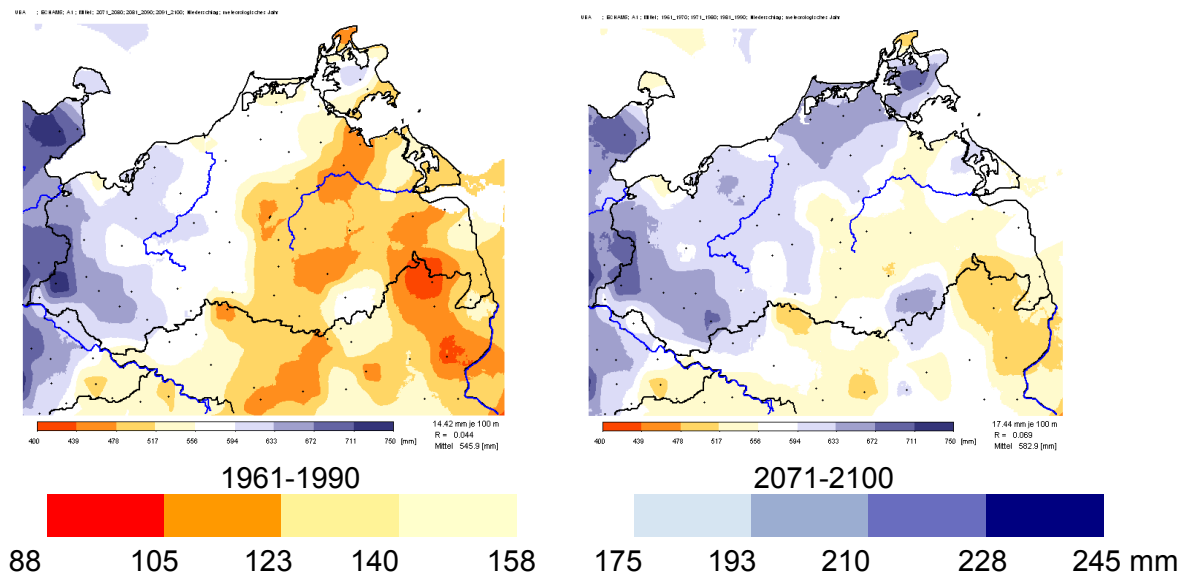 UBA ; ECHAM5; A1; Mittel; 2071_2080; 2081_2090; 2091_2100; Niederschlag; meteorologisches Jahr
UBA ; ECHAM5; A1; Mittel; 1961_1970; 1971_1980; 1981_1990; Niederschlag; meteorologisches Jahr
400 439 478 517 556 594 633 672 711 750 [mm]
14.42 mm je 100 m
R = 0.044
Mittel 545.9 [mm]
400 439 478 517 556 594 633 672 711 750 [mm]
17.44 mm je 100 m
R = 0.069
Mittel 582.9 [mm]
1961-1990
2071-2100
88 105 123 140 158
175 193 210 228 245 mm